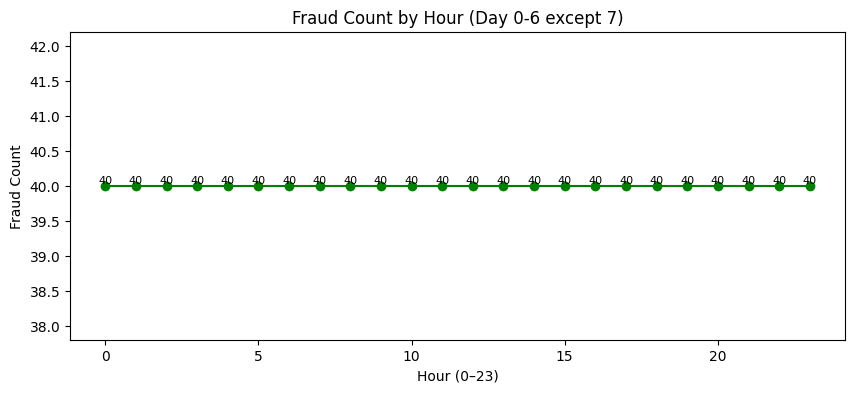 Fraud Count by Hour (Day 0-6 except 7)
42.0
41.5
41.0
40.5
40.0
39.5
39.0
38.5
38.0
Fraud Count
40 40 40 40 40 40 40 40 40 40 40 40 40 40 40 40 40 40 40 40 40 40 40 40
0 5 10 15 20
Hour (0–23)